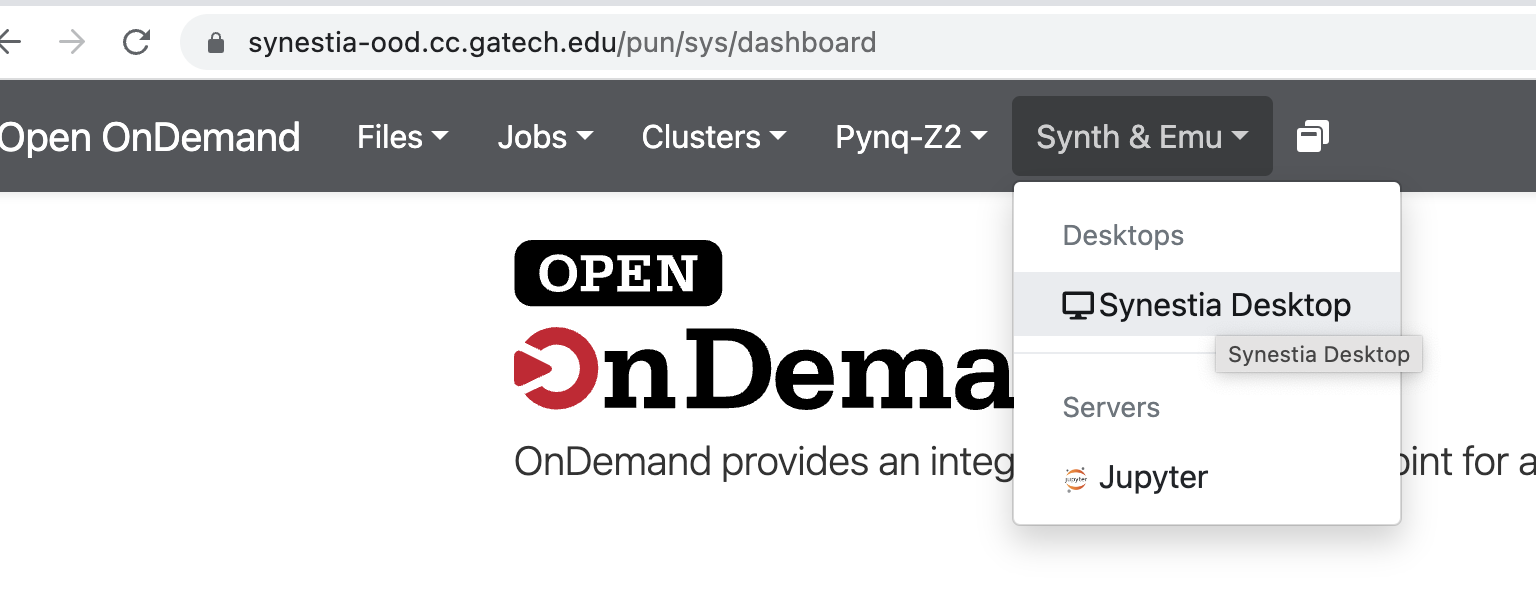 synestia-ood.cc.gatech.edu/pun/sys/dashboard
Open OnDemand Files Jobs Clusters Pynq-Z2 Synth & Emu
Desktops
Synestia Desktop
Synestia Desktop
Servers
Jupyter
OPEN
OnDema
OnDemand provides an integ
oint for a